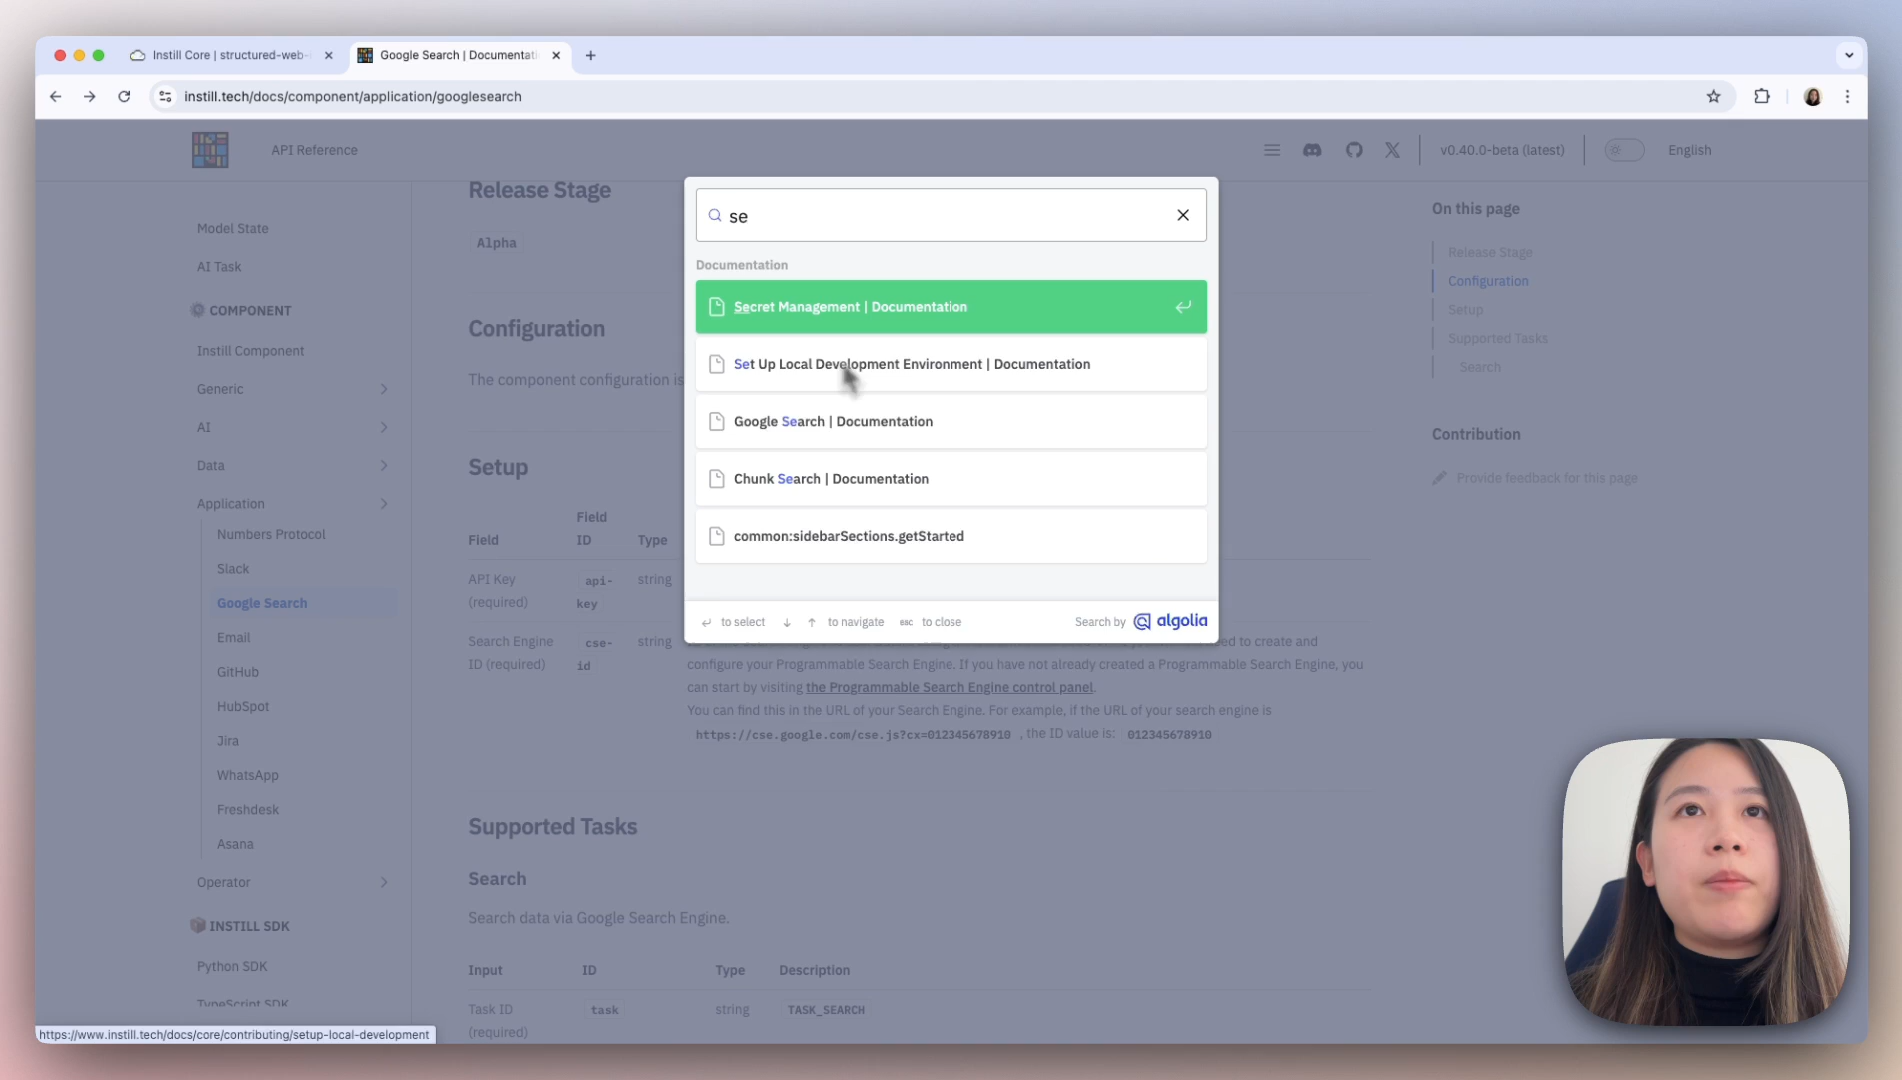 Instill Core | structured-web-
Google Search | Documentati
instill.tech/docs/component/application/googlesearch
API Reference
v0.40.0-beta (latest)
English
Model State
AI Task
COMPONENT
Instill Component
Generic
AI
Data
Application
Numbers Protocol
Slack
Google Search
Email
GitHub
HubSpot
Jira
WhatsApp
Freshdesk
Asana
Operator
INSTILL SDK
Python SDK
TypeScript SDK
Release Stage
Alpha
Configuration
The component configuration is
Setup
Field
Field ID
Type
API Key (required)
api-key
string
Search Engine ID (required)
cse-id
string
need to create and
configure your Programmable Search Engine. If you have not already created a Programmable Search Engine, you
can start by visiting the Programmable Search Engine control panel.
You can find this in the URL of your Search Engine. For example, if the URL of your search engine is
https://cse.google.com/cse.js?cx=012345678910 , the ID value is: 012345678910
Supported Tasks
Search
Search data via Google Search Engine.
Input ID Type Description
Task ID (required)
task
string
TASK_SEARCH
se
Documentation
Secret Management | Documentation
Set Up Local Development Environment | Documentation
Google Search | Documentation
Chunk Search | Documentation
common:sidebarSections.getStarted
to select
to navigate
esc to close
Search by algolia
On this page
Release Stage
Configuration
Setup
Supported Tasks
Search
Contribution
Provide feedback for this page
https://www.instill.tech/docs/core/contributing/setup-local-development